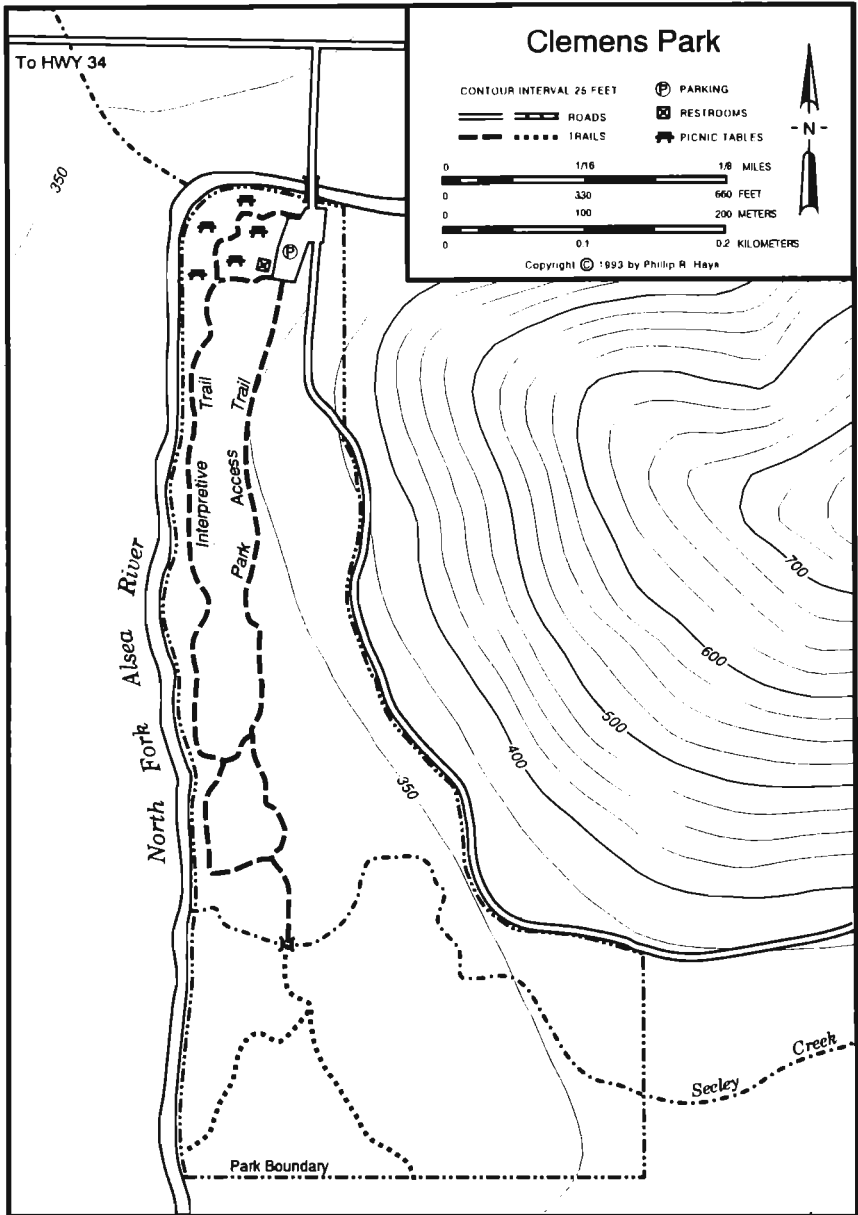 Clemens Park
To HWY 34
CONTOUR INTERVAL 25 FEET
P PARKING
ROADS
RESTROOMS
TRAILS
PICNIC TABLES
N
0 1/16 1/8 MILES
0 330 660 FEET
0 100 200 METERS
0 0.1 0.2 KILOMETERS
Copyright © 1993 by Phillip R. Hays
350
P
Interpretive Trail
Park Access Trail
North Fork Alsea River
700
600
500
400
350
Seeley Creek
Park Boundary